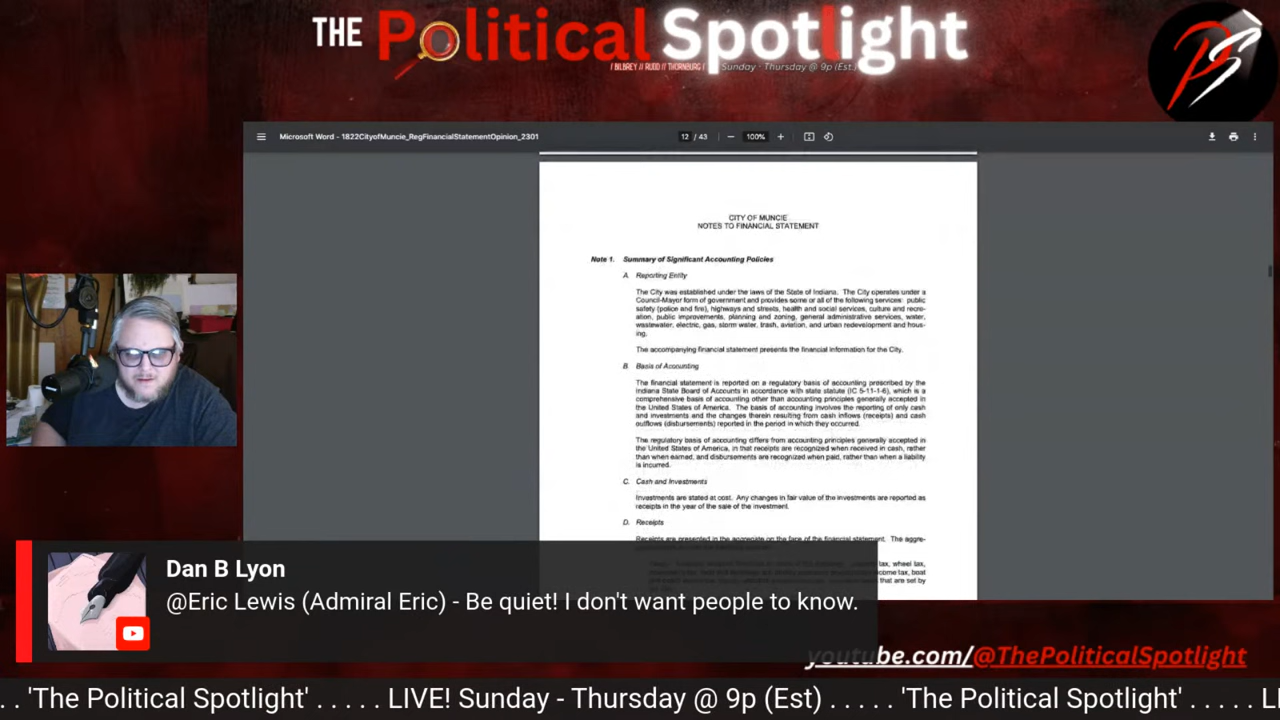 THE Political Spotlight
( BILBREY // RUDD // THORNBURG ) Sunday - Thursday @ 9p (Est.)
PS
Microsoft Word - 1822CityofMuncie_RegFinancialStatementOpinion_2301
12 / 43
100%
CITY OF MUNCIE
NOTES TO FINANCIAL STATEMENT
Note 1. Summary of Significant Accounting Policies
A. Reporting Entity
The City was established under the laws of the State of Indiana. The City operates under a
Council-Mayor form of government and provides some or all of the following services: public
safety (police and fire), highways and streets, health and social services, culture and recre-
ation, public improvements, planning and zoning, general administrative services, water,
wastewater, electric, gas, storm water, trash, aviation, and urban redevelopment and hous-
ing.
The accompanying financial statement presents the financial information for the City.
B. Basis of Accounting
The financial statement is reported on a regulatory basis of accounting prescribed by the
Indiana State Board of Accounts in accordance with state statute (IC 5-11-1-6), which is a
comprehensive basis of accounting other than accounting principles generally accepted in
the United States of America. The basis of accounting involves the reporting of only cash
and investments and the changes therein resulting from cash inflows (receipts) and cash
outflows (disbursements) reported in the period in which they occurred.
The regulatory basis of accounting differs from accounting principles generally accepted in
the United States of America, in that receipts are recognized when received in cash, rather
than when earned, and disbursements are recognized when paid, rather than when a liability
is incurred.
C. Cash and Investments
Investments are stated at cost. Any changes in fair value of the investments are reported as
receipts in the year of the sale of the investment.
D. Receipts
Receipts are presented in the aggregate on the face of the financial statement. The aggre-
tax, wheel tax,
income tax, boat
that are set by
Dan B Lyon
@Eric Lewis (Admiral Eric) - Be quiet! I don't want people to know.
youtube.com/@ThePoliticalSpotlight
. . 'The Political Spotlight' . . . . . LIVE! Sunday - Thursday @ 9p (Est) . . . . . 'The Political Spotlight' . . . . . LI